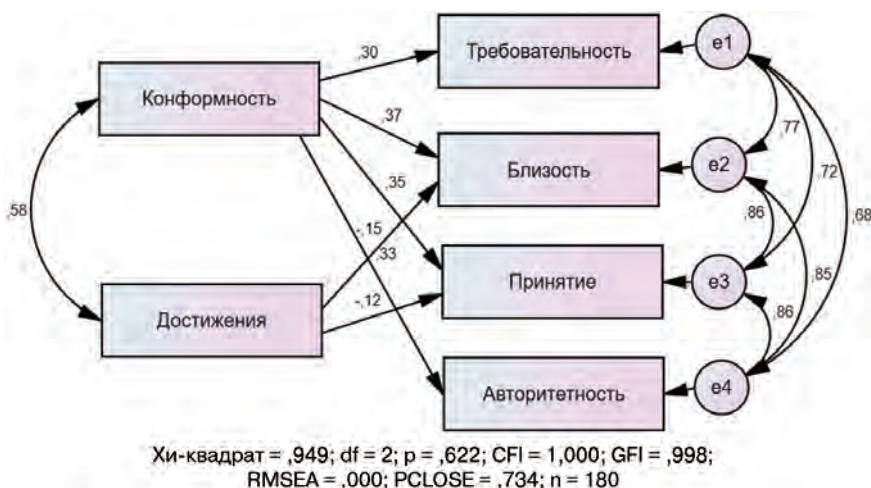 ,30
Требовательность
e1
Конформность
,37
,77
Близость
e2
,72
,58
,35
,86
,68
-,15
,33
Принятие
e3
,85
Достижения
-,12
,86
Авторитетность
e4
Хи-квадрат = ,949; df = 2; p = ,622; CFI = 1,000; GFI = ,998;
RMSEA = ,000; PCLOSE = ,734; n = 180